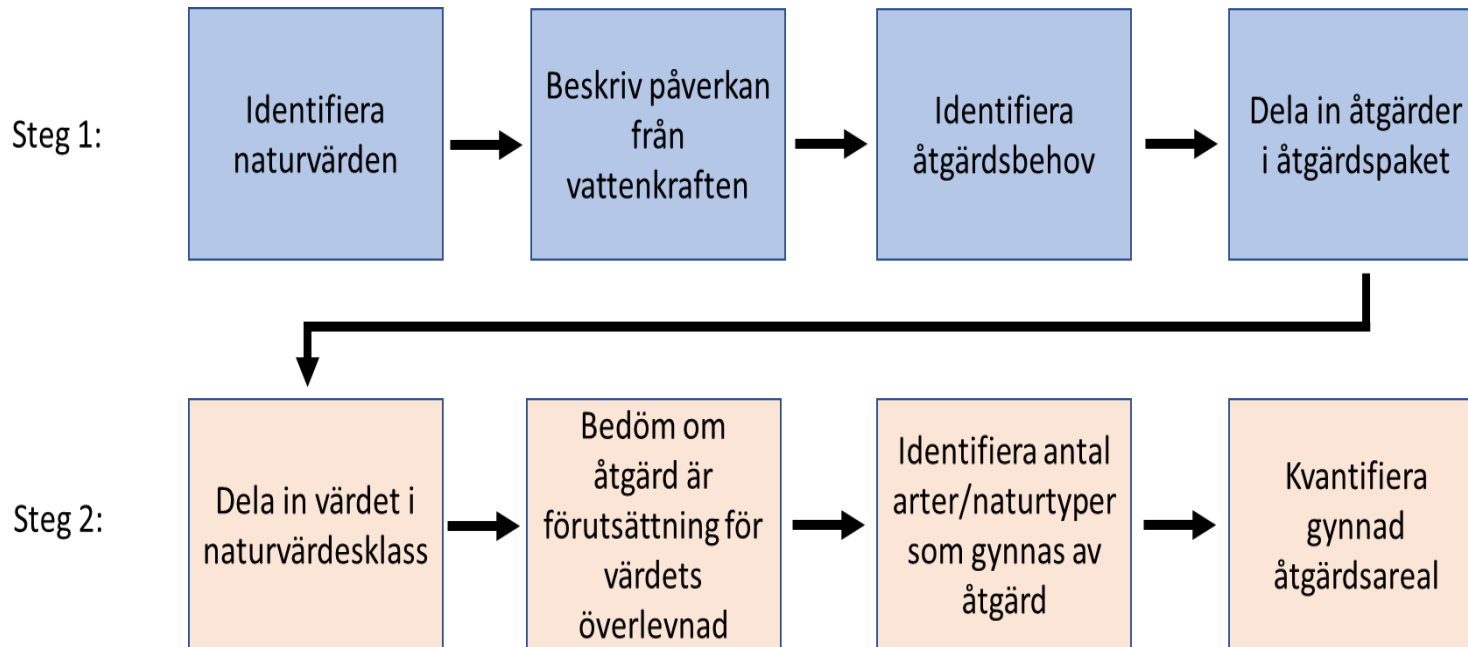 Steg 1:
Identifiera
naturvärden
Beskriv påverkan
från
vattenkraften
Identifiera
åtgärdsbehov
Dela in åtgärder
i åtgärdspaket
Steg 2:
Dela in värdet i
naturvärdesklass
Bedöm om
åtgärd är
förutsättning för
värdets
överlevnad
Identifiera antal
arter/naturtyper
som gynnas av
åtgärd
Kvantifiera
gynnad
åtgärdsareal